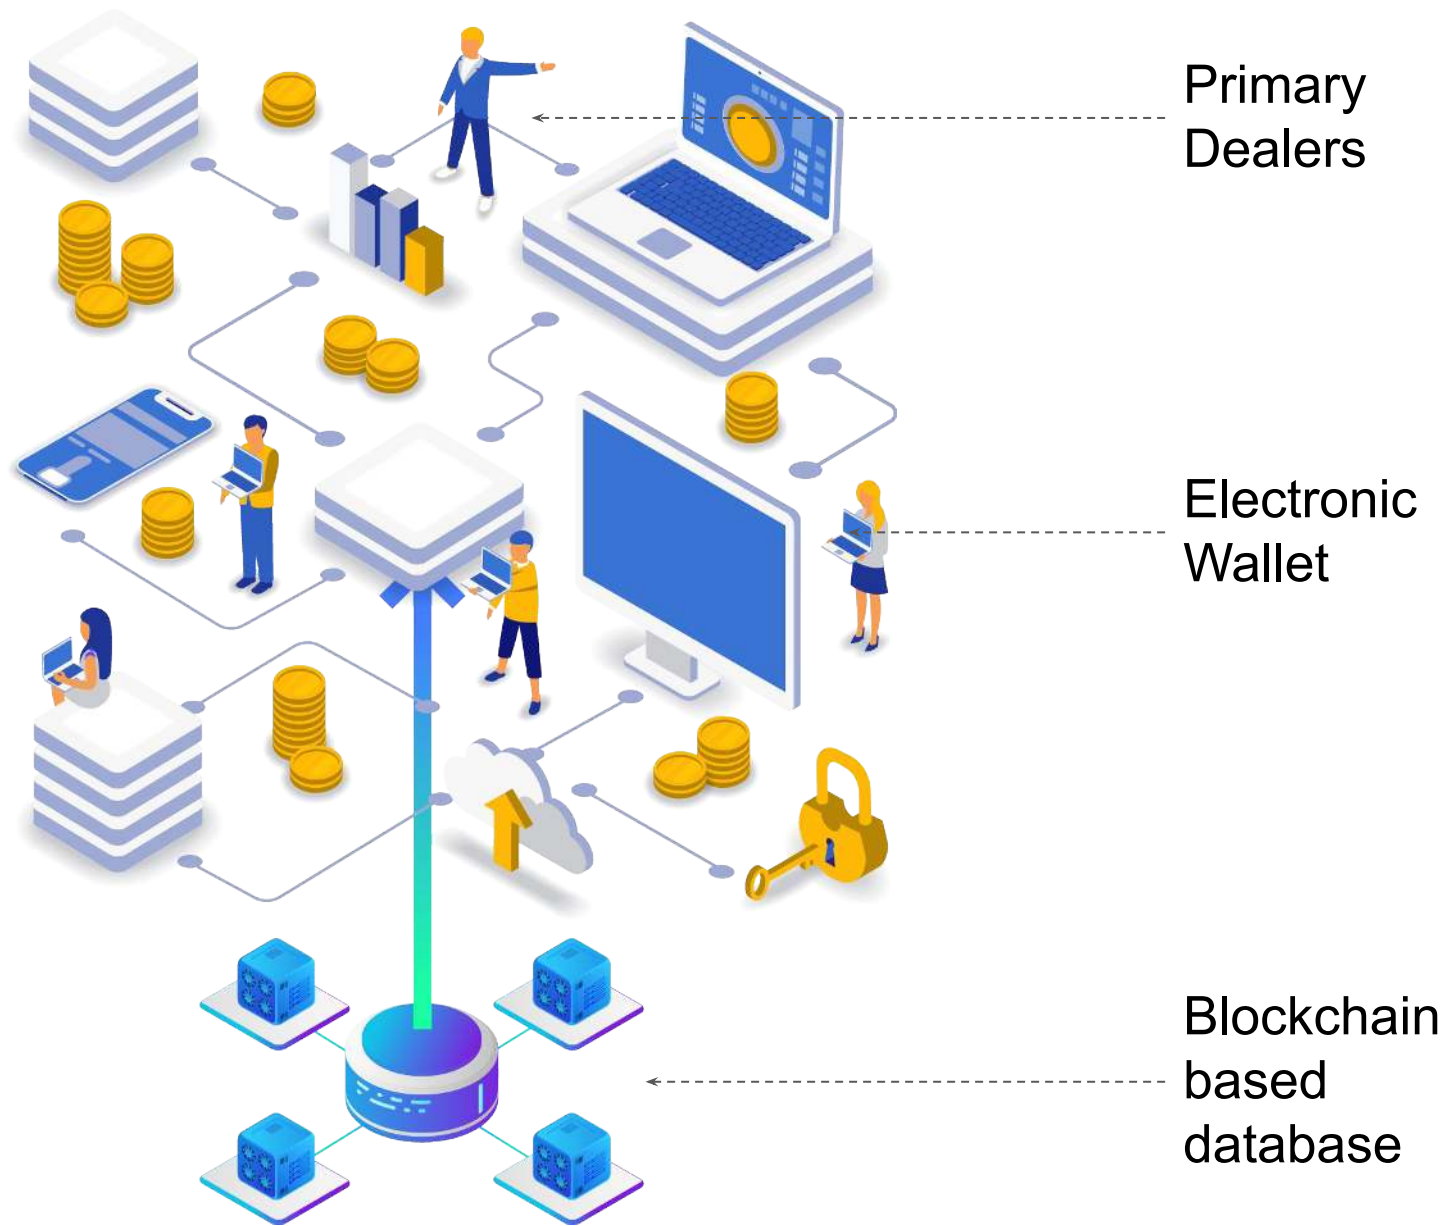 Primary
Dealers
Electronic
Wallet
Blockchain
based
database